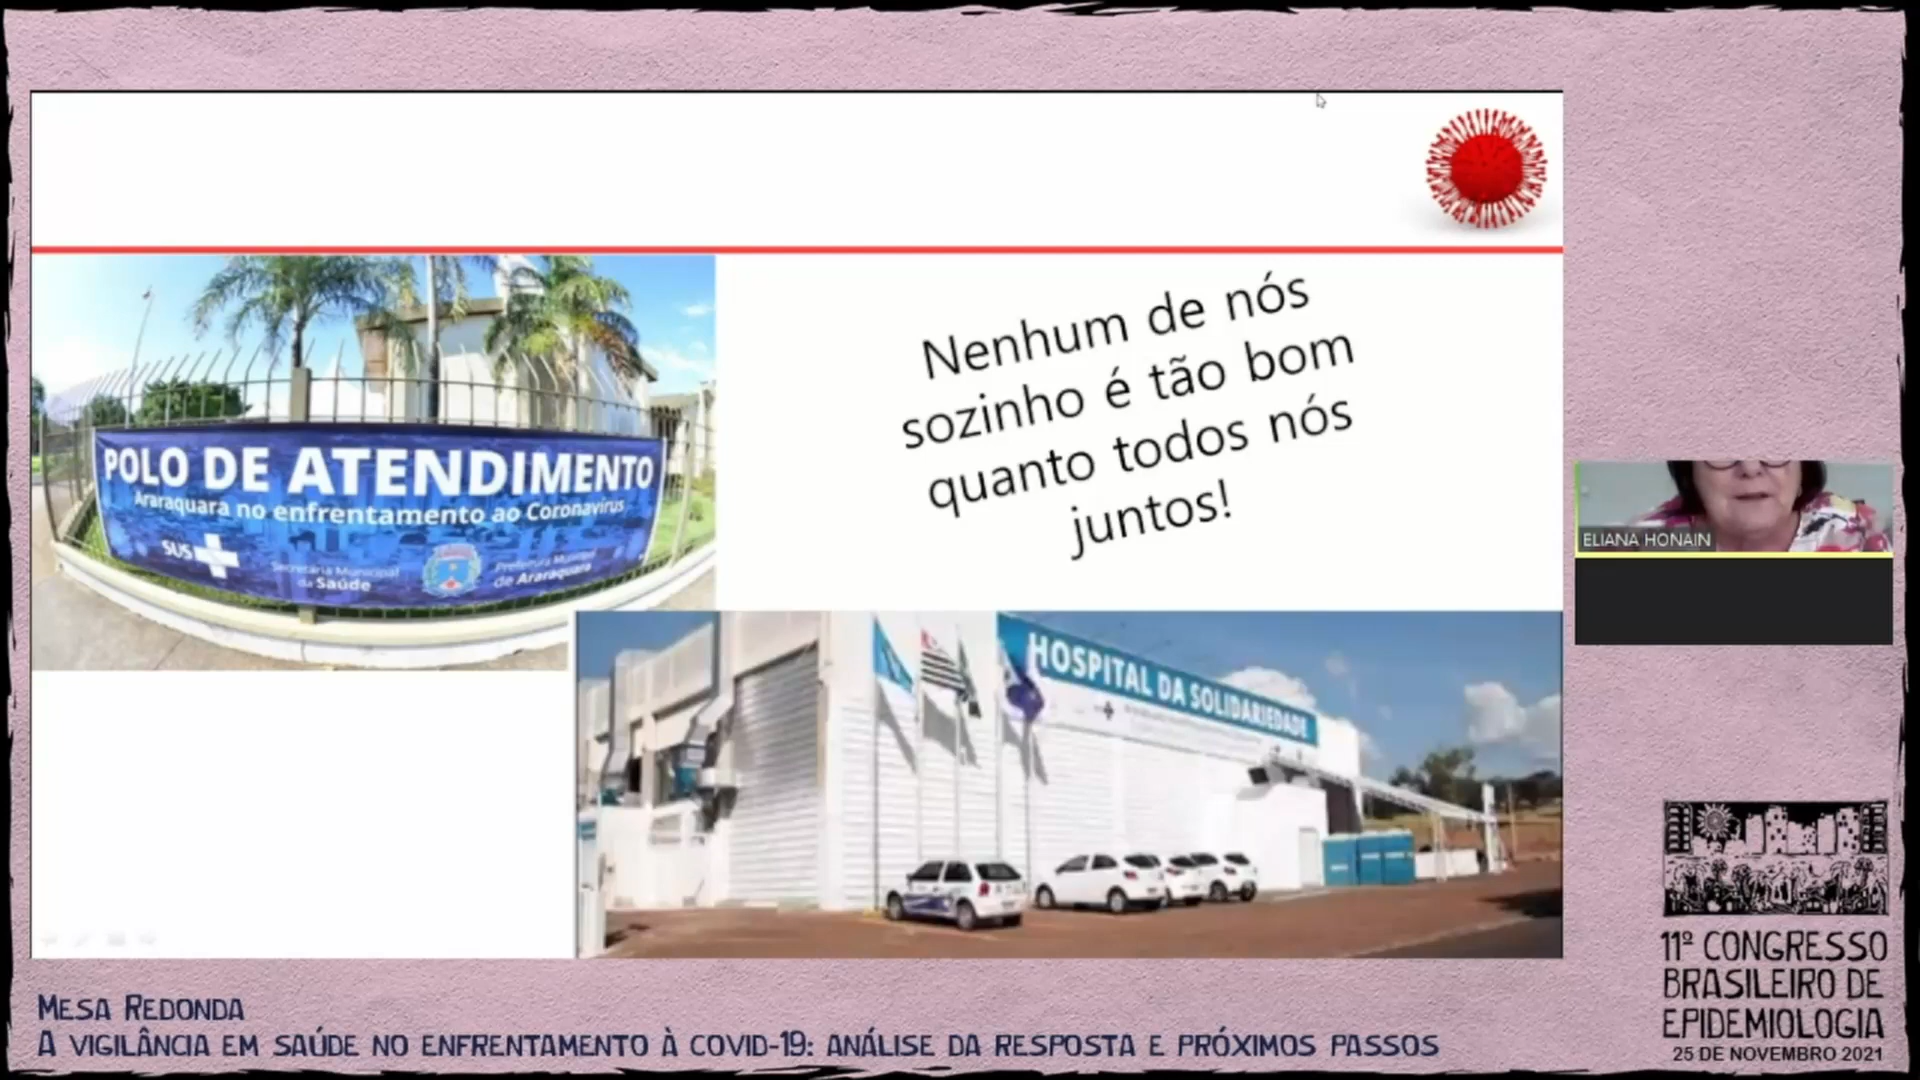 Nenhum de nós
sozinho é tão bom
quanto todos nós
juntos!
POLO DE ATENDIMENTO
Araraquara no enfrentamento ao Coronavírus
SUS
Secretaria Municipal
da Saúde
Prefeitura Municipal
de Araraquara
HOSPITAL DA SOLIDARIEDADE
ELIANA HONAIN
11º CONGRESSO
BRASILEIRO DE
EPIDEMIOLOGIA
25 DE NOVEMBRO 2021
MESA REDONDA
A VIGILÂNCIA EM SAÚDE NO ENFRENTAMENTO À COVID-19: ANÁLISE DA RESPOSTA E PRÓXIMOS PASSOS